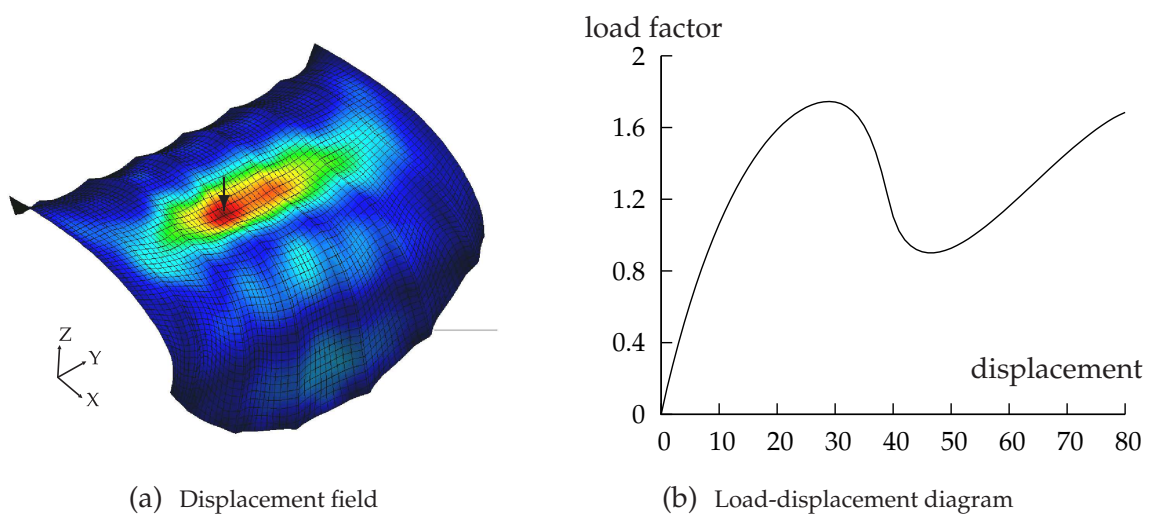 Z
Y
X
(a) Displacement field
load factor
2
1.6
1.2
0.8
0.4
0
displacement
0 10 20 30 40 50 60 70 80
(b) Load-displacement diagram